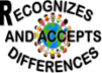 RECOGNIZES
AND ACCEPTS
DIFFERENCES